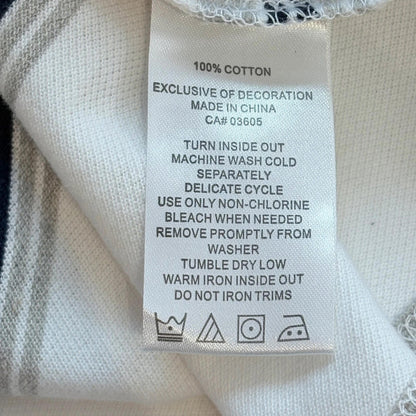 100% COTTON
EXCLUSIVE OF DECORATION
MADE IN CHINA
CA# 03605
TURN INSIDE OUT
MACHINE WASH COLD
SEPARATELY
DELICATE CYCLE
USE ONLY NON-CHLORINE
BLEACH WHEN NEEDED
REMOVE PROMPTLY FROM
WASHER
TUMBLE DRY LOW
WARM IRON INSIDE OUT
DO NOT IRON TRIMS